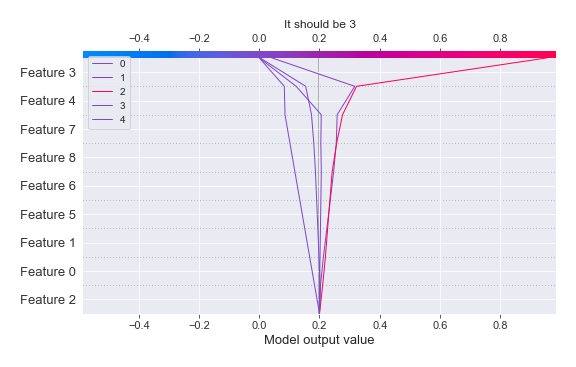 It should be 3
−0.4 −0.2 0.0 0.2 0.4 0.6 0.8
0
1
2
3
4
Feature 3
Feature 4
Feature 7
Feature 8
Feature 6
Feature 5
Feature 1
Feature 0
Feature 2
−0.4 −0.2 0.0 0.2 0.4 0.6 0.8
Model output value